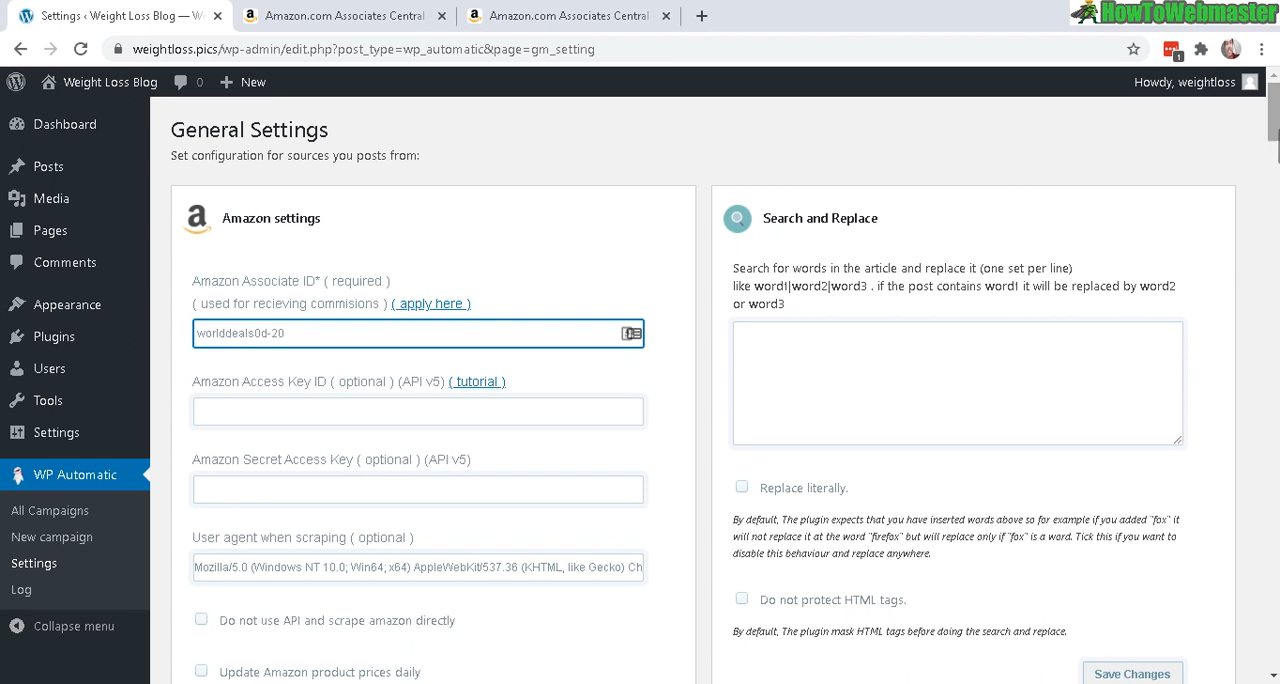 Settings ‹ Weight Loss Blog — W
Amazon.com Associates Central
Amazon.com Associates Central
HowToWebmaster
weightloss.pics/wp-admin/edit.php?post_type=wp_automatic&page=gm_setting
1
Weight Loss Blog
0
New
Howdy, weightloss
Dashboard
Posts
Media
Pages
Comments
Appearance
Plugins
Users
Tools
Settings
WP Automatic
All Campaigns
New campaign
Settings
Log
Collapse menu
General Settings
Set configuration for sources you posts from:
Amazon settings
Amazon Associate ID ( required )
( used for recieving commisions ) ( apply here )
worlddeals0d-20
Amazon Access Key ID ( optional ) (API v5) ( tutorial )
Amazon Secret Access Key ( optional ) (API v5)
User agent when scraping ( optional )
Mozilla/5.0 (Windows NT 10.0; Win64; x64) AppleWebKit/537.36 (KHTML, like Gecko) Ch
Do not use API and scrape amazon directly
Update Amazon product prices daily
Search and Replace
Search for words in the article and replace it (one set per line)
like word1|word2|word3 . if the post contains word1 it will be replaced by word2
or word3
Replace literally.
By default, The plugin expects that you have inserted words above so for example if you added "fox" it
will not replace it at the word "firefox" but will replace only if "fox" is a word. Tick this if you want to
disable this behaviour and replace anywhere.
Do not protect HTML tags.
By default, The plugin mask HTML tags before doing the search and replace.
Save Changes